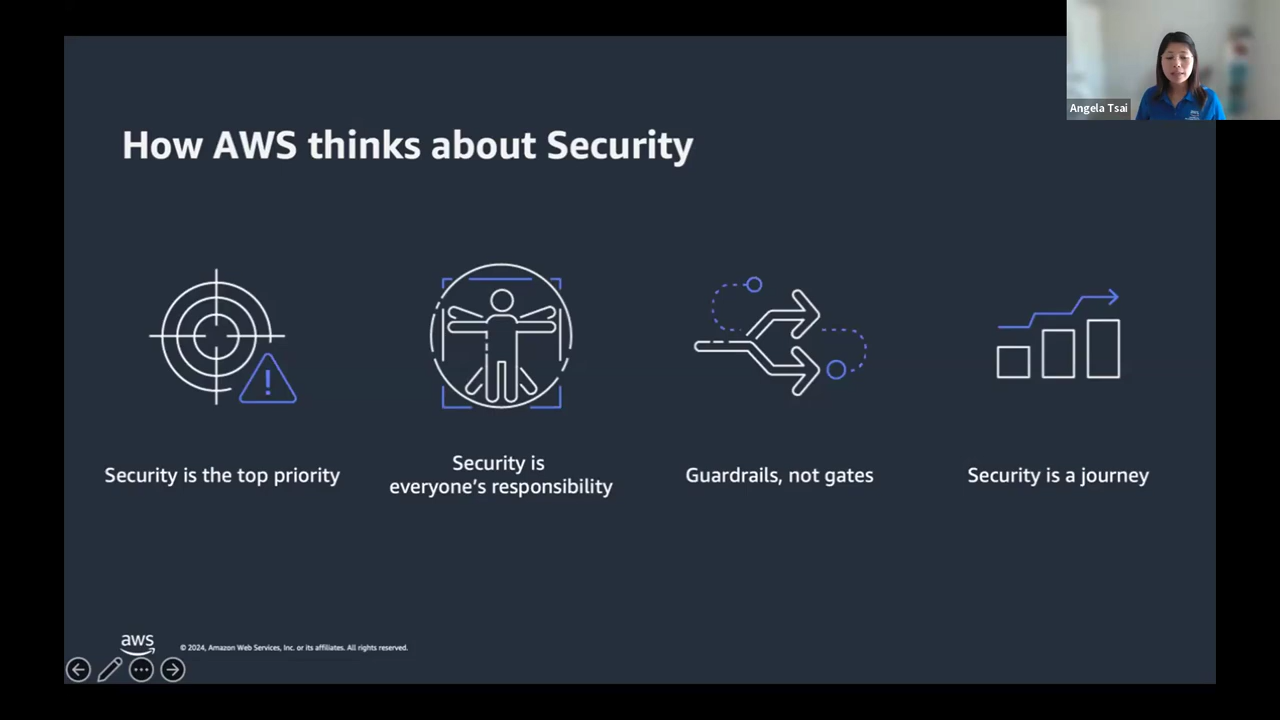 Angela Tsai
How AWS thinks about Security
Security is the top priority
Security is
everyone's responsibility
Guardrails, not gates
Security is a journey
aws
© 2024, Amazon Web Services, Inc. or its affiliates. All rights reserved.